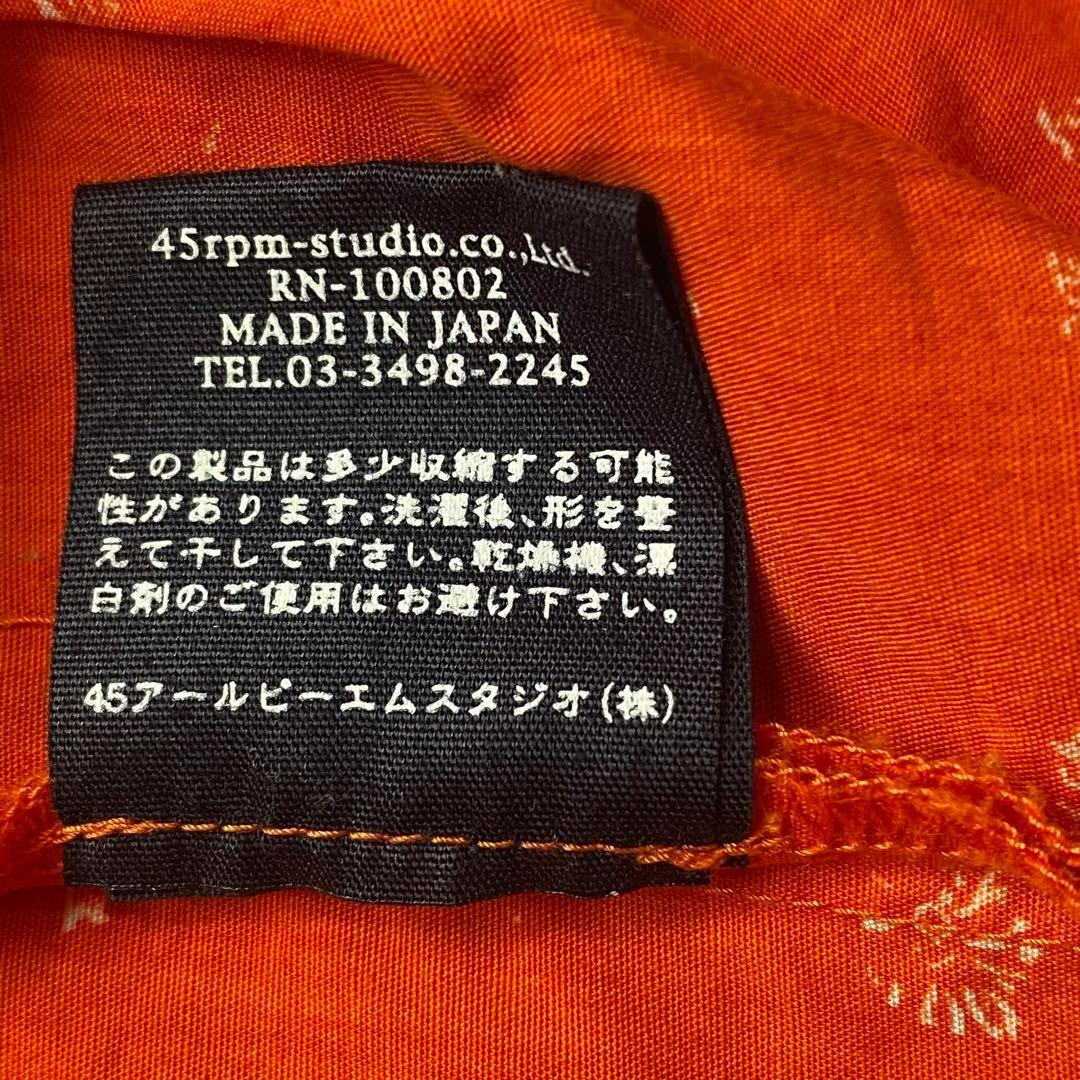 45rpm-studio.co.,Ltd.
RN-100802
MADE IN JAPAN
TEL.03-3498-2245
この製品は多少収縮する可能
性があります。洗濯後、形を整
えて干して下さい。乾燥機、漂
白剤のご使用はお避け下さい。
45アールピーエムスタジオ(株)